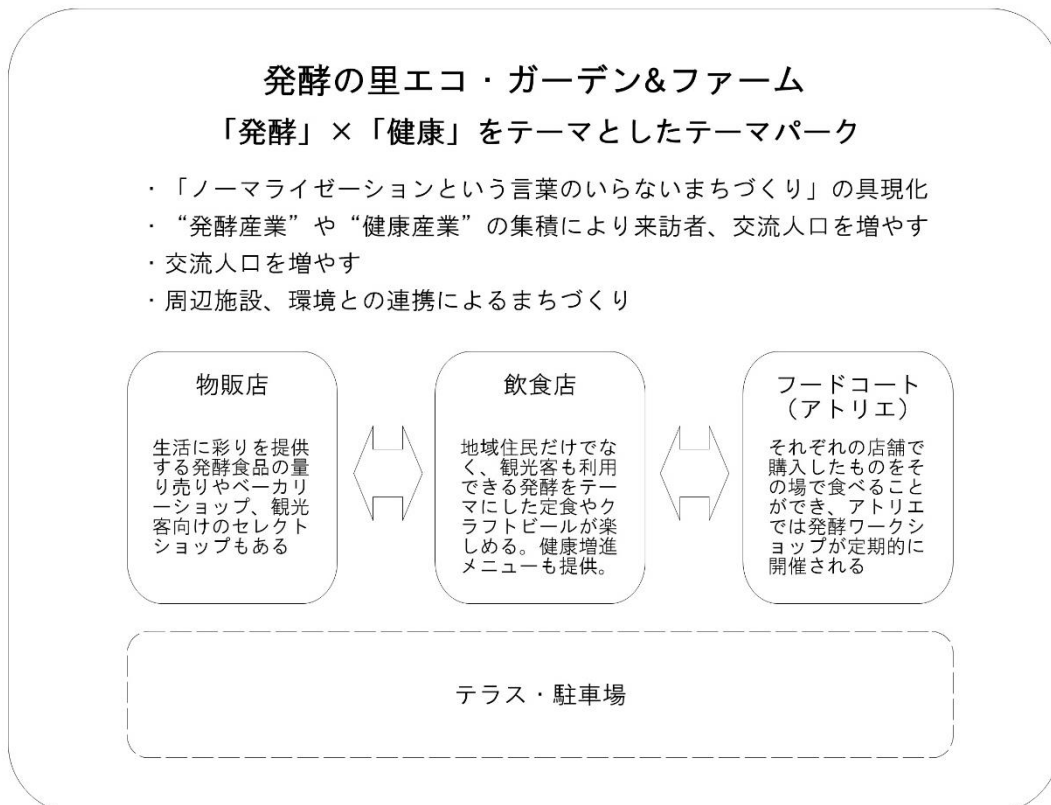 発酵の里エコ・ガーデン&ファーム
「発酵」×「健康」をテーマとしたテーマパーク
・「ノーマライゼーションという言葉のいらないまちづくり」の具現化
・“発酵産業”や“健康産業”の集積により来訪者、交流人口を増やす
・交流人口を増やす
・周辺施設、環境との連携によるまちづくり
物販店
生活に彩りを提供
する発酵食品の量
り売りやベーカリ
ーショップ、観光
客向けのセレクト
ショップもある
飲食店
地域住民だけでな
く、観光客も利用
できる発酵をテー
マにした定食やク
ラフトビールが楽
しめる。健康増進
メニューも提供。
フードコート
（アトリエ）
それぞれの店舗で
購入したものをそ
の場で食べること
ができ、アトリエ
では発酵ワークシ
ョップが定期的に
開催される
テラス・駐車場